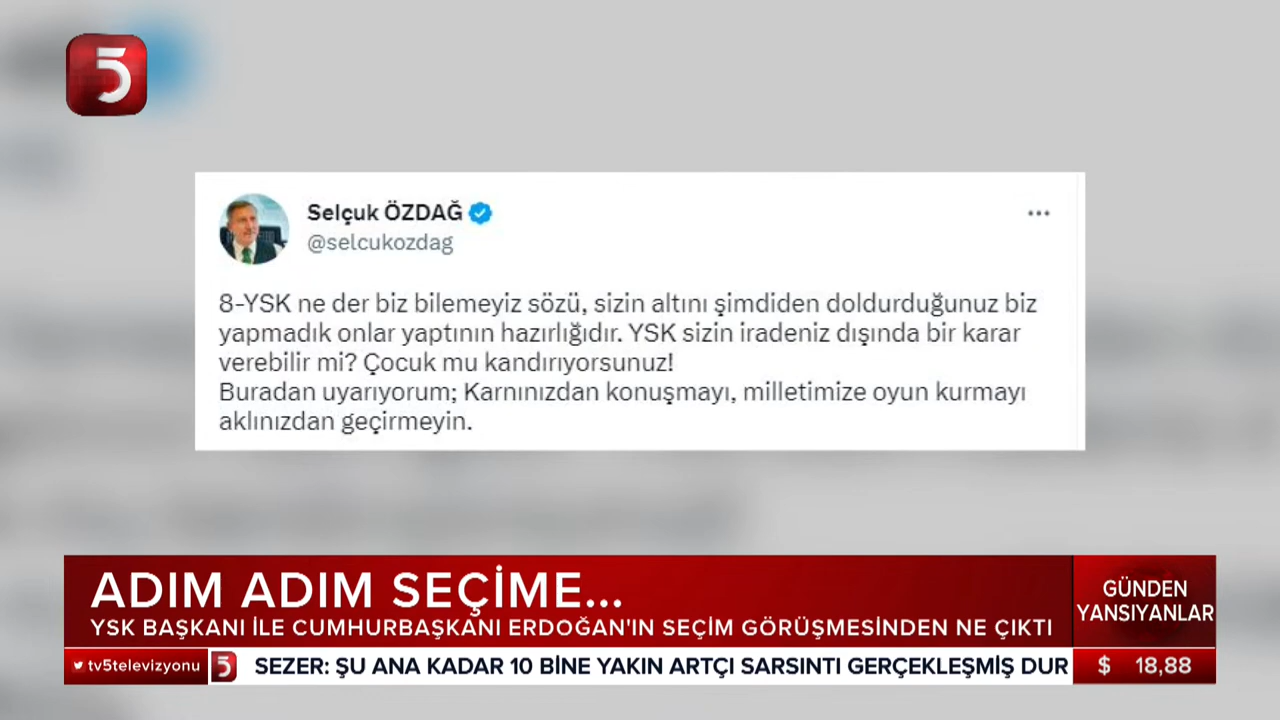 5
Selçuk ÖZDAĞ
@selcukozdag
8-YSK ne der biz bilemeyiz sözü, sizin altını şimdiden doldurduğunuz biz
yapmadık onlar yaptının hazırlığıdır. YSK sizin iradeniz dışında bir karar
verebilir mi? Çocuk mu kandırıyorsunuz!
Buradan uyarıyorum; Karnınızdan konuşmayı, milletimize oyun kurmayı
aklınızdan geçirmeyin.
ADIM ADIM SEÇİME...
YSK BAŞKANI İLE CUMHURBAŞKANI ERDOĞAN'IN SEÇİM GÖRÜŞMESİNDEN NE ÇIKTI
GÜNDEN
YANSIYANLAR
tv5televizyonu
5
SEZER: ŞU ANA KADAR 10 BİNE YAKIN ARTÇI SARSINTI GERÇEKLEŞMİŞ DUR
$ 18,88